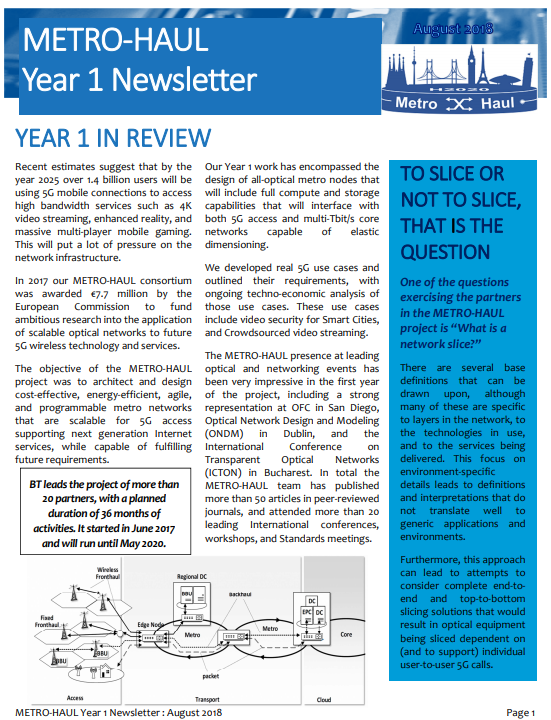 METRO-HAUL
Year 1 Newsletter
August 2018
H2020
Metro Haul
YEAR 1 IN REVIEW
Recent estimates suggest that by the
year 2025 over 1.4 billion users will be
using 5G mobile connections to access
high bandwidth services such as 4K
video streaming, enhanced reality, and
massive multi-player mobile gaming.
This will put a lot of pressure on the
network infrastructure.
In 2017 our METRO-HAUL consortium
was awarded €7.7 million by the
European Commission to fund
ambitious research into the application
of scalable optical networks to future
5G wireless technology and services.
The objective of the METRO-HAUL
project was to architect and design
cost-effective, energy-efficient, agile,
and programmable metro networks
that are scalable for 5G access
supporting next generation Internet
services, while capable of fulfilling
future requirements.
BT leads the project of more than
20 partners, with a planned
duration of 36 months of
activities. It started in June 2017
and will run until May 2020.
Our Year 1 work has encompassed the
design of all-optical metro nodes that
will include full compute and storage
capabilities that will interface with
both 5G access and multi-Tbit/s core
networks capable of elastic
dimensioning.
We developed real 5G use cases and
outlined their requirements, with
ongoing techno-economic analysis of
those use cases. These use cases
include video security for Smart Cities,
and Crowdsourced video streaming.
The METRO-HAUL presence at leading
optical and networking events has
been very impressive in the first year
of the project, including a strong
representation at OFC in San Diego,
Optical Network Design and Modeling
(ONDM) in Dublin, and the
International Conference on
Transparent Optical Networks
(ICTON) in Bucharest. In total the
METRO-HAUL team has published
more than 50 articles in peer-reviewed
journals, and attended more than 20
leading International conferences,
workshops, and Standards meetings.
TO SLICE OR
NOT TO SLICE,
THAT IS THE
QUESTION
One of the questions
exercising the partners
in the METRO-HAUL
project is “What is a
network slice?”
There are several base
definitions that can be
drawn upon, although
many of these are specific
to layers in the network, to
the technologies in use,
and to the services being
delivered. This focus on
environment-specific
details leads to definitions
and interpretations that do
not translate well to
generic applications and
environments.
Furthermore, this approach
can lead to attempts to
consider complete end-to-
end and top-to-bottom
slicing solutions that would
result in optical equipment
being sliced dependent on
(and to support) individual
user-to-user 5G calls.
Wireless
Fronthaul
Regional DC
BBU
Backhaul
DC
EPC
DC
Fixed
Fronthaul
Edge Node
Metro
Metro
Core
BBU
BBU
packet
Access
Transport
Cloud
METRO-HAUL Year 1 Newsletter : August 2018
Page 1